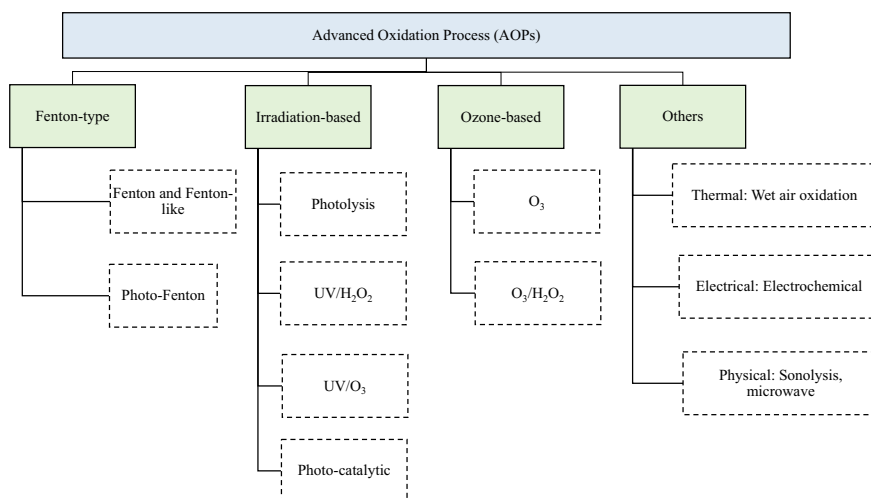 Advanced Oxidation Process (AOPs)
Fenton-type
Irradiation-based
Ozone-based
Others
Fenton and Fenton-
like
Photo-Fenton
Photolysis
UV/H₂O₂
UV/O₃
Photo-catalytic
O₃
O₃/H₂O₂
Thermal: Wet air oxidation
Electrical: Electrochemical
Physical: Sonolysis,
microwave